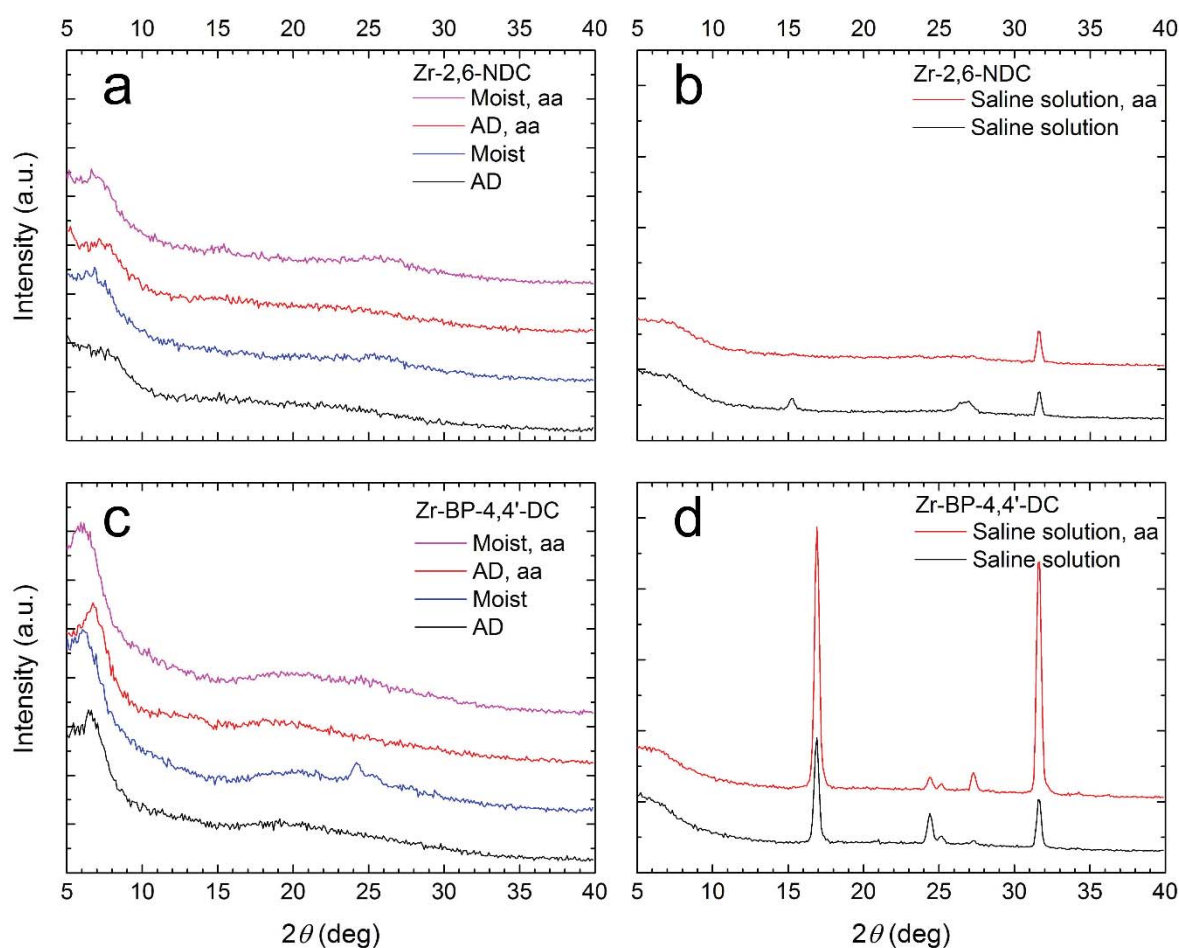 5 10 15 20 25 30 35 40
5 10 15 20 25 30 35 40
a
Zr-2,6-NDC
Moist, aa
AD, aa
Moist
AD
b
Zr-2,6-NDC
Saline solution, aa
Saline solution
Intensity (a.u.)
c
Zr-BP-4,4'-DC
Moist, aa
AD, aa
Moist
AD
d
Zr-BP-4,4'-DC
Saline solution, aa
Saline solution
Intensity (a.u.)
5 10 15 20 25 30 35 40
5 10 15 20 25 30 35 40
2θ (deg)
2θ (deg)